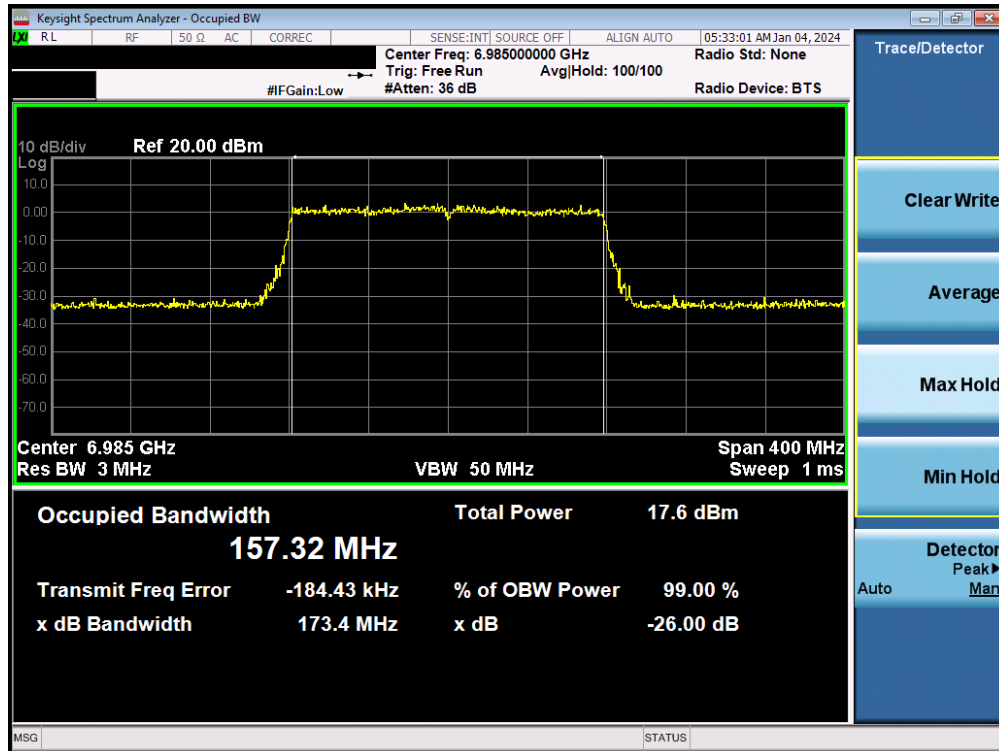 Keysight Spectrum Analyzer - Occupied BW
LXI RL RF 50 Ω AC CORREC SENSE:INT SOURCE OFF ALIGN AUTO 05:33:01 AM Jan 04, 2024
Center Freq: 6.985000000 GHz Radio Std: None
Trig: Free Run Avg|Hold: 100/100
#IFGain:Low #Atten: 36 dB Radio Device: BTS
10 dB/div Ref 20.00 dBm
Log
10.0
0.00
-10.0
-20.0
-30.0
-40.0
-50.0
-60.0
-70.0
Center 6.985 GHz Span 400 MHz
Res BW 3 MHz VBW 50 MHz Sweep 1 ms
Occupied Bandwidth Total Power 17.6 dBm
157.32 MHz
Transmit Freq Error -184.43 kHz % of OBW Power 99.00 %
x dB Bandwidth 173.4 MHz x dB -26.00 dB
MSG STATUS
Trace/Detector
Clear Write
Average
Max Hold
Min Hold
Detector
Peak▶
Auto Man